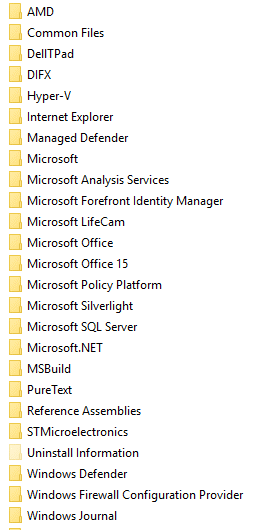 AMD
Common Files
DellTPad
DIFX
Hyper-V
Internet Explorer
Managed Defender
Microsoft
Microsoft Analysis Services
Microsoft Forefront Identity Manager
Microsoft LifeCam
Microsoft Office
Microsoft Office 15
Microsoft Policy Platform
Microsoft Silverlight
Microsoft SQL Server
Microsoft.NET
MSBuild
PureText
Reference Assemblies
STMicroelectronics
Uninstall Information
Windows Defender
Windows Firewall Configuration Provider
Windows Journal